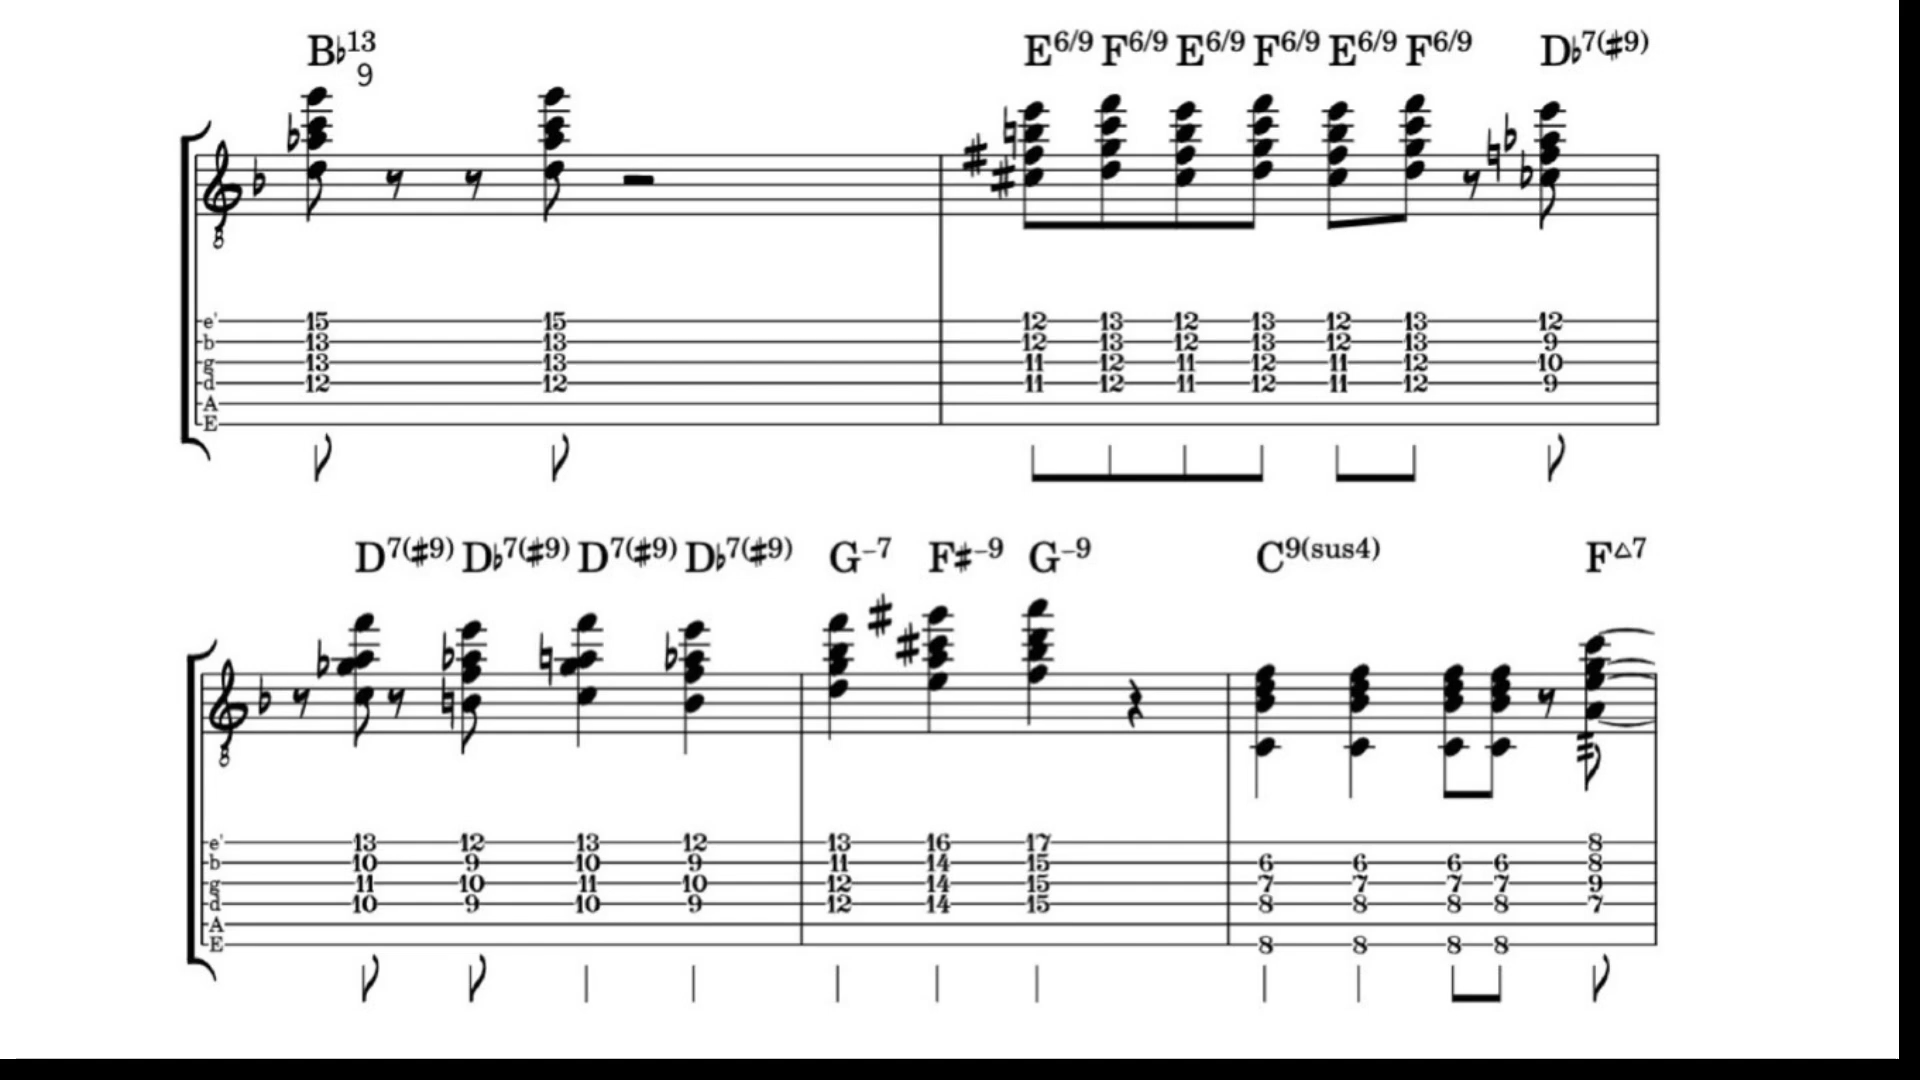 B♭13 E6/9 F6/9 E6/9 F6/9 E6/9 F6/9 D♭7(♯9)
9
8
e' 15 15 12 13 12 13 12 13 12
b 13 13 12 13 12 13 12 13 9
g 13 13 11 12 11 12 11 12 10
d 12 12 11 12 11 12 11 12 9
A
E
D7(♯9) D♭7(♯9) D7(♯9) D♭7(♯9) G–7 F♯–9 G–9 C9(sus4) F△7
8
e' 13 12 13 12 13 16 17 8
b 10 9 10 9 11 14 15 6 6 6 6 8
g 11 10 11 10 12 14 15 7 7 7 7 9
d 10 9 10 9 12 14 15 8 8 8 8 7
A
E 8 8 8 8